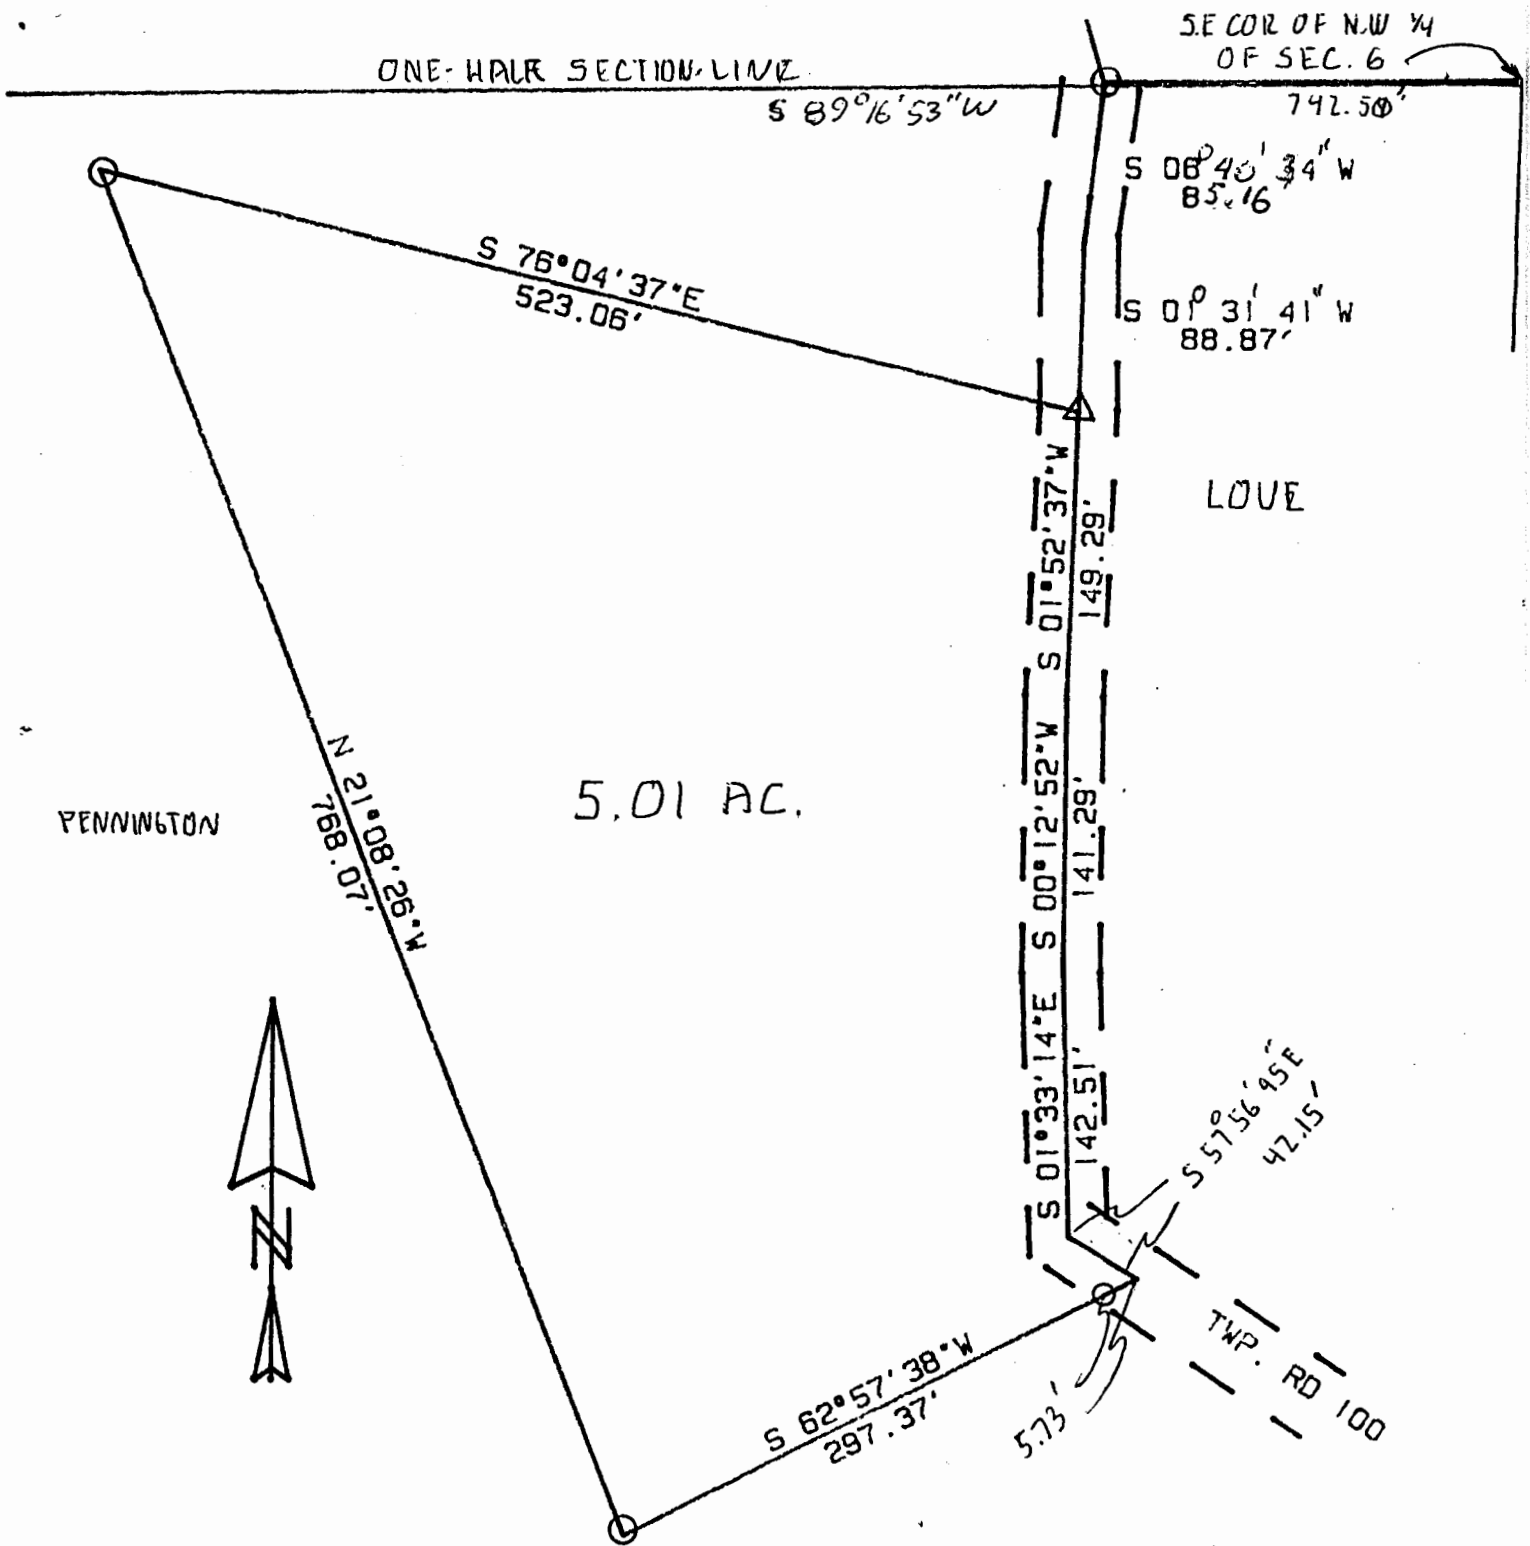 S.E COR OF N.W 1/4
OF SEC. 6
ONE-HALF SECTION LINE
S 89°16'53"W
742.50'
S 06°40'34" W
85.16'
S 76°04'37"E
523.06'
S 01° 31' 41" W
88.87'
LOVE
S 01°52'37"W
149.29'
S 00°12'52"W
141.29'
S 01°33'14"E
142.51'
N 21°08'26"W
768.07'
5.01 AC.
PENNINGTON
N
S 57°56'45"E
42.15'
S 62°57'38"W
297.37'
5.73'
TWP. RD 100